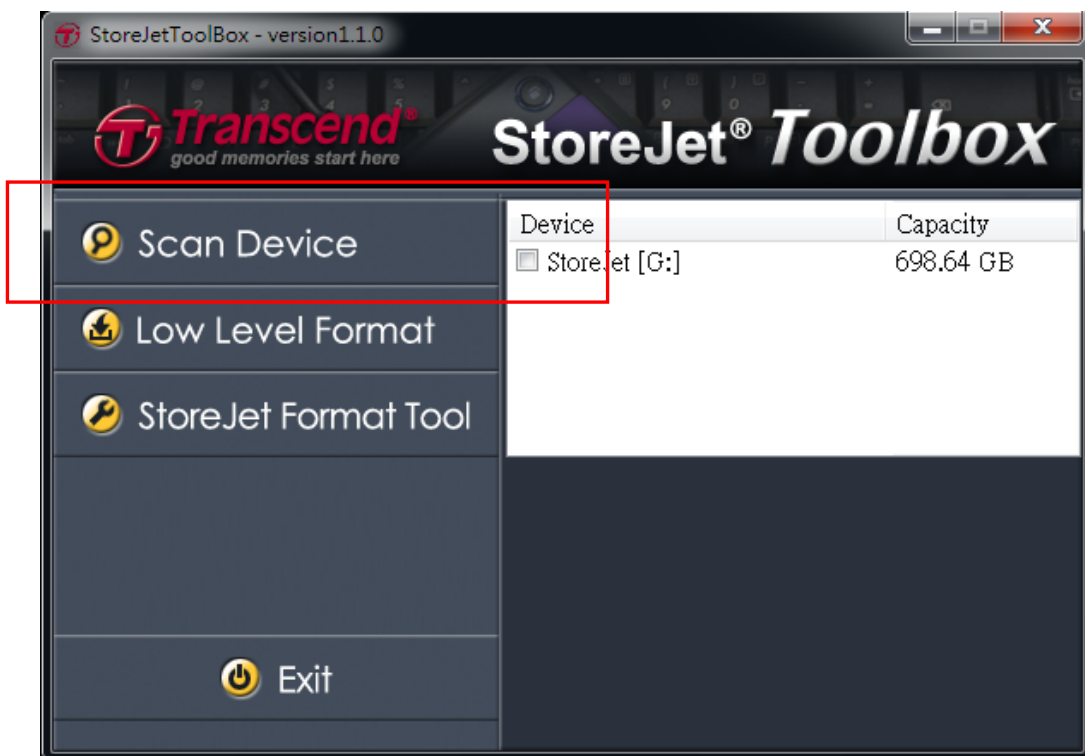 StoreJetToolBox - version1.1.0
Transcend®
good memories start here
StoreJet® Toolbox
Scan Device
Device Capacity
StoreJet [G:] 698.64 GB
Low Level Format
StoreJet Format Tool
Exit